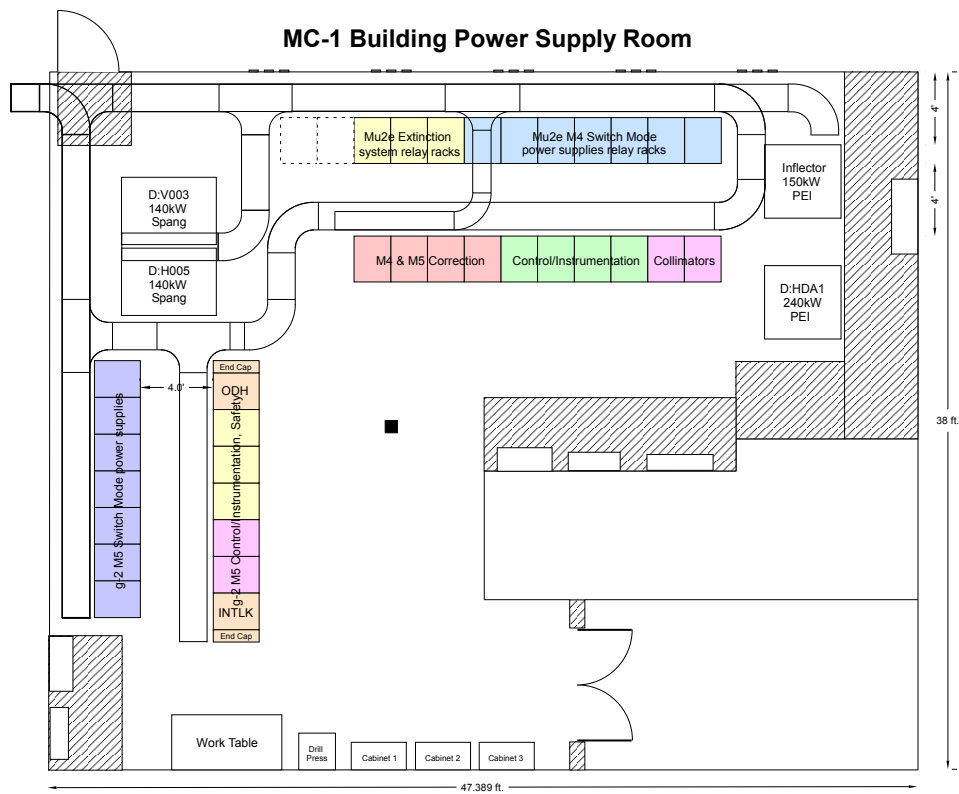 MC-1 Building Power Supply Room
4'
Mu2e Extinction
system relay racks
Mu2e M4 Switch Mode
power supplies relay racks
Inflector
150kW
PEI
D:V003
140kW
Spang
4'
M4 & M5 Correction
Control/Instrumentation
Collimators
D:H005
140kW
Spang
D:HDA1
240kW
PEI
End Cap
ODH
4.0'
g-2 M5 Switch Mode power supplies
g-2 M5 Control/Instrumentation, Safety
38 ft.
INTLK
End Cap
Work Table
Drill
Press
Cabinet 1
Cabinet 2
Cabinet 3
47.389 ft.